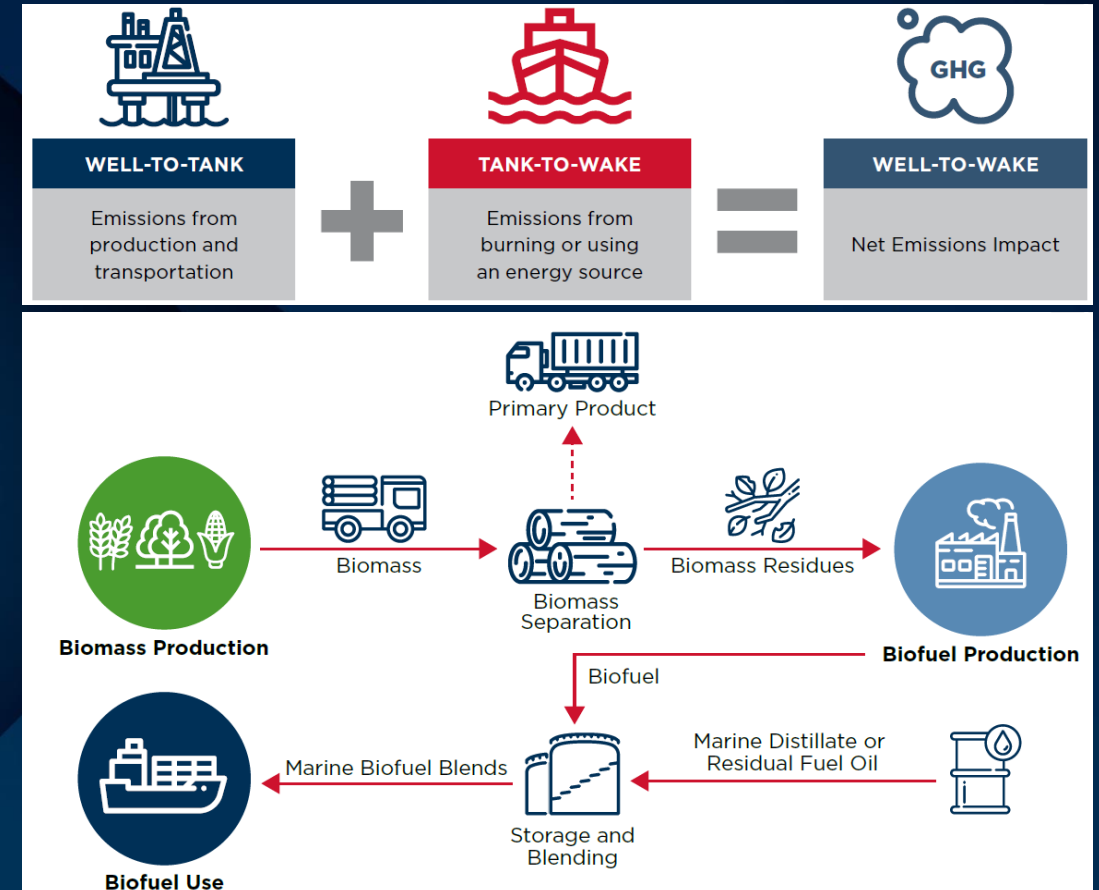 GHG
WELL-TO-TANK
TANK-TO-WAKE
WELL-TO-WAKE
Emissions from
production and
transportation
Emissions from
burning or using
an energy source
Net Emissions Impact
Primary Product
Biomass
Biomass Residues
Biomass
Separation
Biomass Production
Biofuel Production
Biofuel
Marine Distillate or
Residual Fuel Oil
Marine Biofuel Blends
Storage and
Blending
Biofuel Use